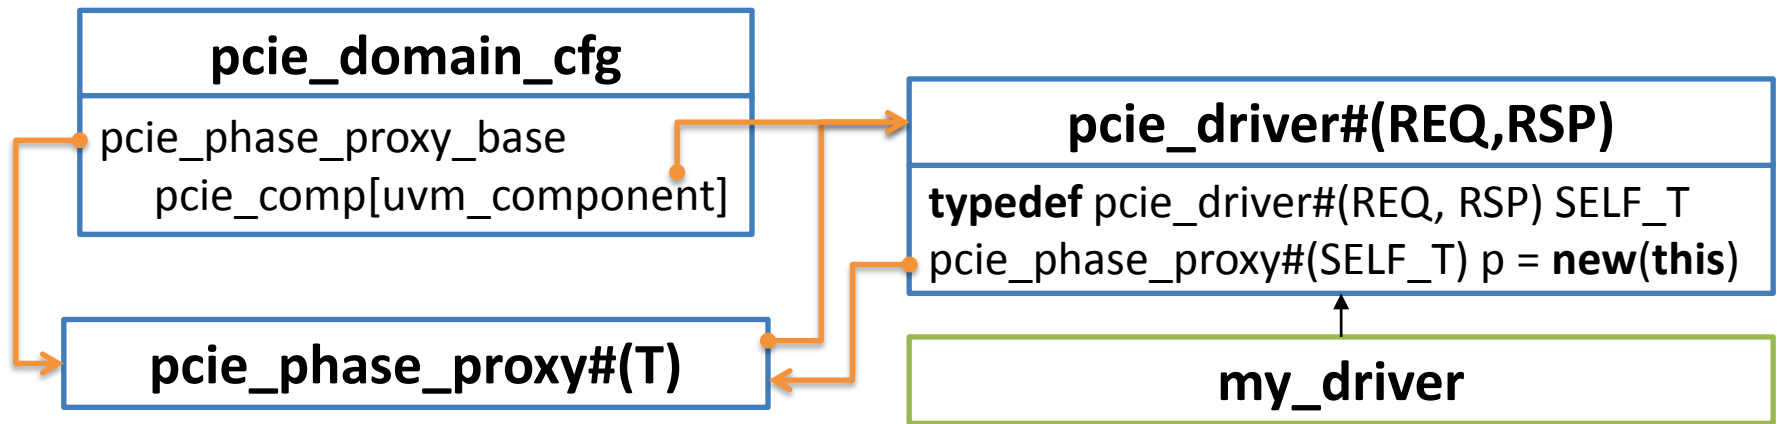 pcie_domain_cfg
pcie_phase_proxy_base
pcie_comp[uvm_component]
pcie_driver#(REQ,RSP)
typedef pcie_driver#(REQ, RSP) SELF_T
pcie_phase_proxy#(SELF_T) p = new(this)
pcie_phase_proxy#(T)
my_driver